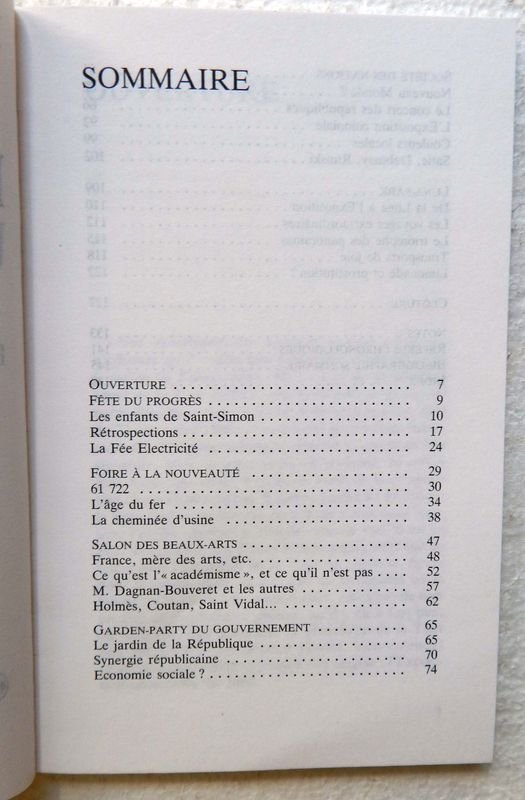 SOMMAIRE
OUVERTURE . . . . . . . . . . . . . . . . . . . . . . . . . . . . 7
FÊTE DU PROGRÈS . . . . . . . . . . . . . . . . . . . . . . . 9
Les enfants de Saint-Simon . . . . . . . . . . . . . . . . . 10
Rétrospections . . . . . . . . . . . . . . . . . . . . . . . . . 17
La Fée Electricité . . . . . . . . . . . . . . . . . . . . . . . 24
FOIRE À LA NOUVEAUTÉ . . . . . . . . . . . . . . . . . . 29
61 722 . . . . . . . . . . . . . . . . . . . . . . . . . . . . . . 30
L'âge du fer . . . . . . . . . . . . . . . . . . . . . . . . . . . 34
La cheminée d'usine . . . . . . . . . . . . . . . . . . . . . 38
SALON DES BEAUX-ARTS . . . . . . . . . . . . . . . . . . 47
France, mère des arts, etc. . . . . . . . . . . . . . . . . . 48
Ce qu'est l'« académisme », et ce qu'il n'est pas . . . . 52
M. Dagnan-Bouveret et les autres . . . . . . . . . . . . 57
Holmès, Coutan, Saint Vidal... . . . . . . . . . . . . . . 62
GARDEN-PARTY DU GOUVERNEMENT . . . . . . . . . . 65
Le jardin de la République . . . . . . . . . . . . . . . . . 65
Synergie républicaine . . . . . . . . . . . . . . . . . . . . 70
Economie sociale ? . . . . . . . . . . . . . . . . . . . . . . 74